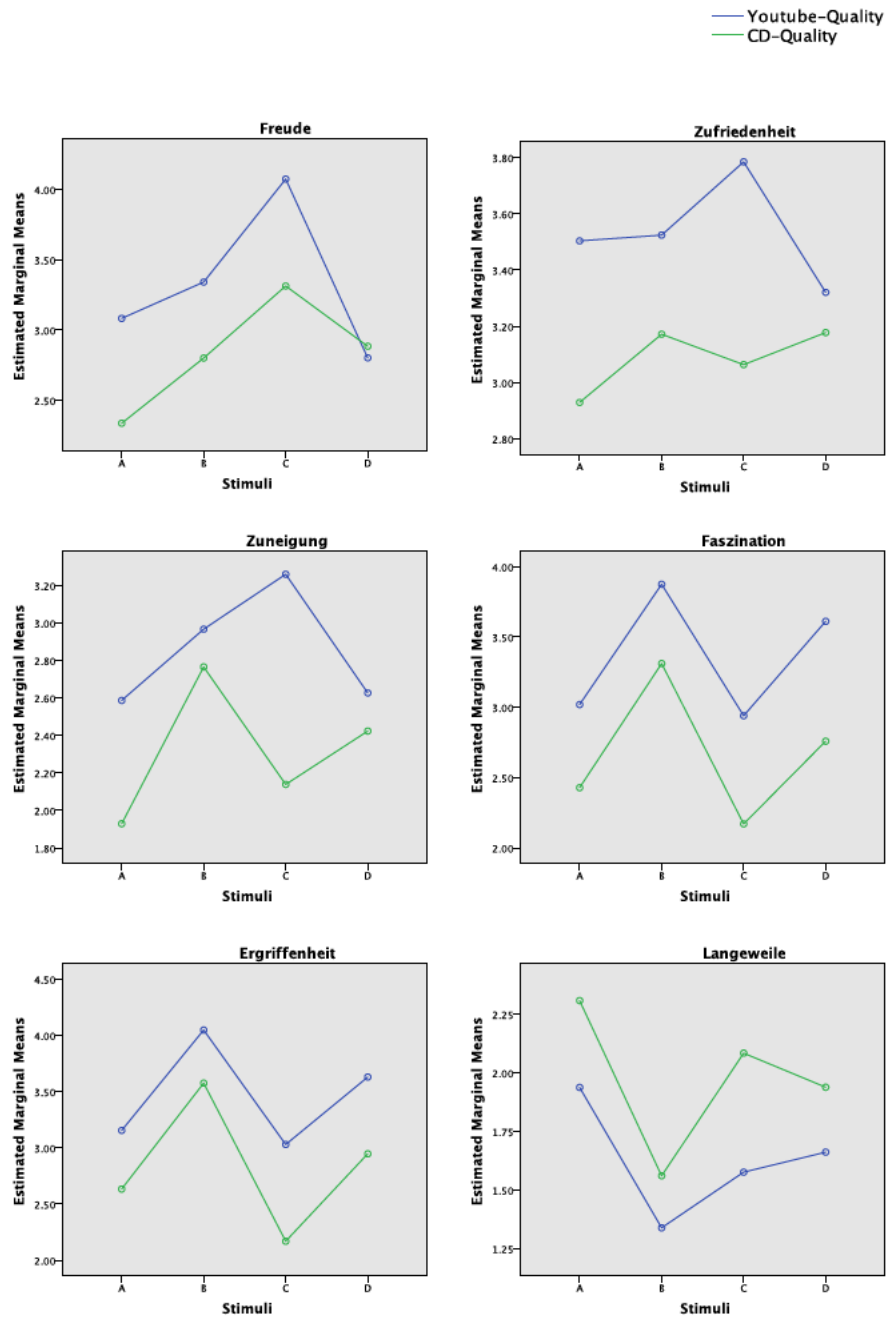 Youtube-Quality
CD-Quality
Freude
Estimated Marginal Means
4.00
3.50
3.00
2.50
A B C D
Stimuli
Zufriedenheit
Estimated Marginal Means
3.80
3.60
3.40
3.20
3.00
2.80
A B C D
Stimuli
Zuneigung
Estimated Marginal Means
3.20
3.00
2.80
2.60
2.40
2.20
2.00
1.80
A B C D
Stimuli
Faszination
Estimated Marginal Means
4.00
3.50
3.00
2.50
2.00
A B C D
Stimuli
Ergriffenheit
Estimated Marginal Means
4.50
4.00
3.50
3.00
2.50
2.00
A B C D
Stimuli
Langeweile
Estimated Marginal Means
2.25
2.00
1.75
1.50
1.25
A B C D
Stimuli